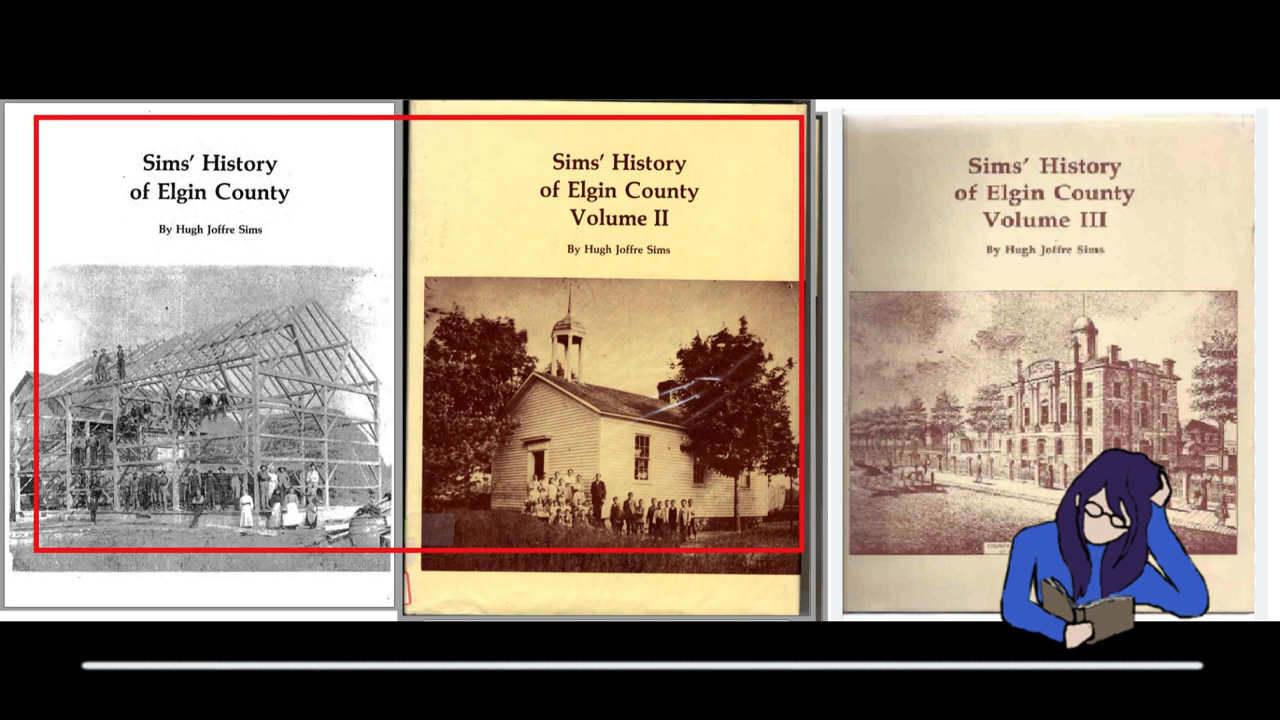 Sims' History
of Elgin County
By Hugh Joffre Sims
Sims' History
of Elgin County
Volume II
By Hugh Joffre Sims
Sims' History
of Elgin County
Volume III
By Hugh Joffre Sims